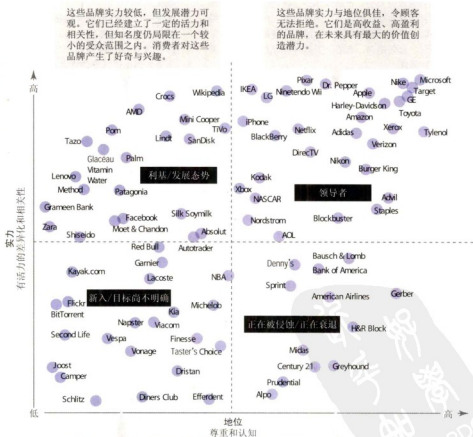 这些品牌实力较低，但发展潜力可
观。它们已经建立了一定的活力和
相关性，但知名度仍局限在一个较
小的受众范围之内。消费者对这些
品牌产生了好奇与兴趣。
这些品牌实力与地位俱佳，令顾客
无法拒绝。它们是高收益、高盈利
的品牌，在未来具有最大的价值创
造潜力。
高
实力
有活力的差异化和相关性
低
Wikipedia
Crocs
AMD
Mini Cooper
TiVo
Pom
Lindt
SanDisk
Tazo
Glacéau
Vitamin
Water
Palm
Lenovo
利基/发展态势
Method
Patagonia
Grameen Bank
Facebook
Silk Soymilk
Zara
Moet & Chandon
Shiseido
Absolut
IKEA
LG
Pixar
Ninetendo Wii
Dr. Pepper
Apple
Nike
Microsoft
Target
GE
Harley-Davidson
Toyota
iPhone
Amazon
BlackBerry
Netflix
Adidas
Xerox
Tylenol
Verizon
DirecTV
Nikon
Burger King
Kodak
Xbox
领导者
NASCAR
Advil
Staples
Nordstrom
Blockbuster
AOL
Red Bull
Autotrader
Garnier
Kayak.com
Lacoste
NBA
新入/目标尚不明确
Flickr
BitTorrent
Michelob
Kia
Napster
Viacom
Second Life
Vespa
Finesse
Vonage
Taster's Choice
Joost
Camper
Dristan
Schlitz
Diners Club
Efferdent
Denny's
Bausch & Lomb
Bank of America
Sprint
American Airlines
Gerber
正在被侵蚀/正在衰退
H&R Block
Midas
Century 21
Greyhound
Prudential
Alpo
地位
尊重和认知
高